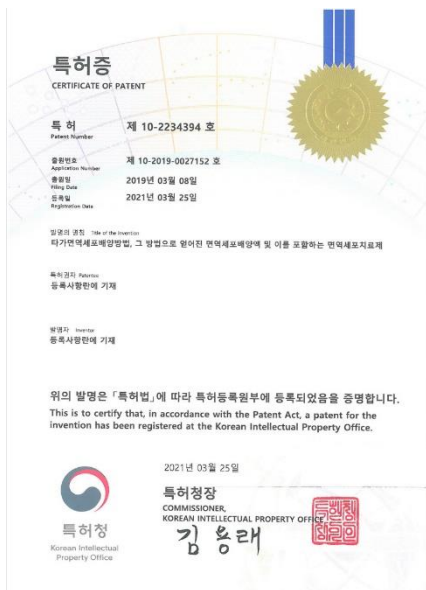 특허증
CERTIFICATE OF PATENT
특 허 제 10-2234394 호
Patent Number
출원번호 제 10-2019-0027152 호
Application Number
출원일 2019년 03월 08일
Filing Date
등록일 2021년 03월 25일
Registration Date
발명의 명칭 Title of the Invention
타가면역세포배양방법, 그 방법으로 얻어진 면역세포배양액 및 이를 포함하는 면역세포치료제
특허권자 Patentee
등록사항란에 기재
발명자 Inventor
등록사항란에 기재
위의 발명은 「특허법」에 따라 특허등록원부에 등록되었음을 증명합니다.
This is to certify that, in accordance with the Patent Act, a patent for the
invention has been registered at the Korean Intellectual Property Office.
2021년 03월 25일
특허청장
COMMISSIONER,
KOREAN INTELLECTUAL PROPERTY OFFICE
김용래
특허청
Korean Intellectual
Property Office